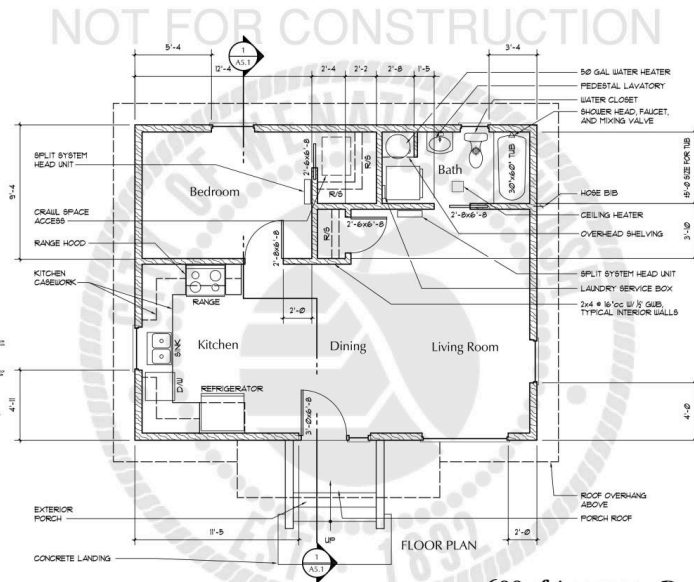 NOT FOR CONSTRUCTION
5'-4
1
A5.1
3'-4
12'-4
2'-4
2'-2
2'-8
1'-5
50 GAL WATER HEATER
PEDESTAL LAVATORY
WATER CLOSET
SHOWER HEAD, FAUCET,
AND MIXING VALVE
SPLIT SYSTEM
HEAD UNIT
9'-4
Bedroom
2'-6x6'-8
R/S
R/S
Bath
30"x60" TUB
±5'-0 SIZE FOR TUB
CRAWL SPACE
ACCESS
2'-8x6'-8
HOSE BIB
RANGE HOOD
2'-8x6'-8
R/S
2'-6x6'-8
3'-10
CEILING HEATER
OVERHEAD SHELVING
KITCHEN
CASEWORK
RANGE
2'-0
SPLIT SYSTEM HEAD UNIT
LAUNDRY SERVICE BOX
2x4 @ 16"oc W/ ½" GWB,
TYPICAL INTERIOR WALLS
SINK
Kitchen
Dining
Living Room
D/W
REFRIGERATOR
4'-11
3'-0x6'-8
4'-0
EXTERIOR
PORCH
11'-5
UP
2'-0
ROOF OVERHANG
ABOVE
PORCH ROOF
FLOOR PLAN
CONCRETE LANDING
1
A5.1
EST. 1893